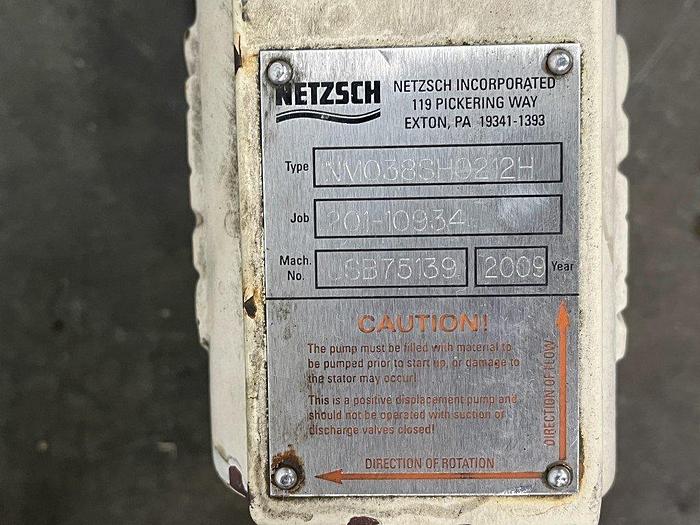 NETZSCH
NETZSCH INCORPORATED
119 PICKERING WAY
EXTON, PA 19341-1393
Type NM038SH0212H
Job 201-10934
Mach. No. USB75139 2009 Year
CAUTION!
The pump must be filled with material to
be pumped prior to start up, or damage to
the stator may occur!
This is a positive displacement pump and
should not be operated with suction or
discharge valves closed!
DIRECTION OF FLOW
DIRECTION OF ROTATION